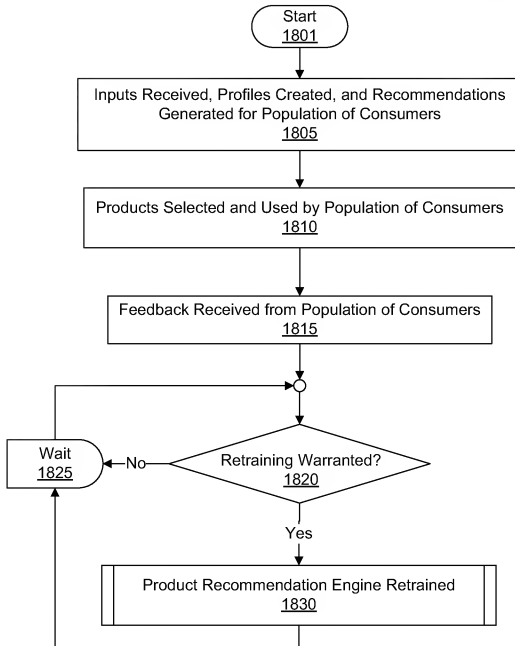 Start
1801
Inputs Received, Profiles Created, and Recommendations
Generated for Population of Consumers
1805
Products Selected and Used by Population of Consumers
1810
Feedback Received from Population of Consumers
1815
Retraining Warranted?
1820
No
Wait
1825
Yes
Product Recommendation Engine Retrained
1830